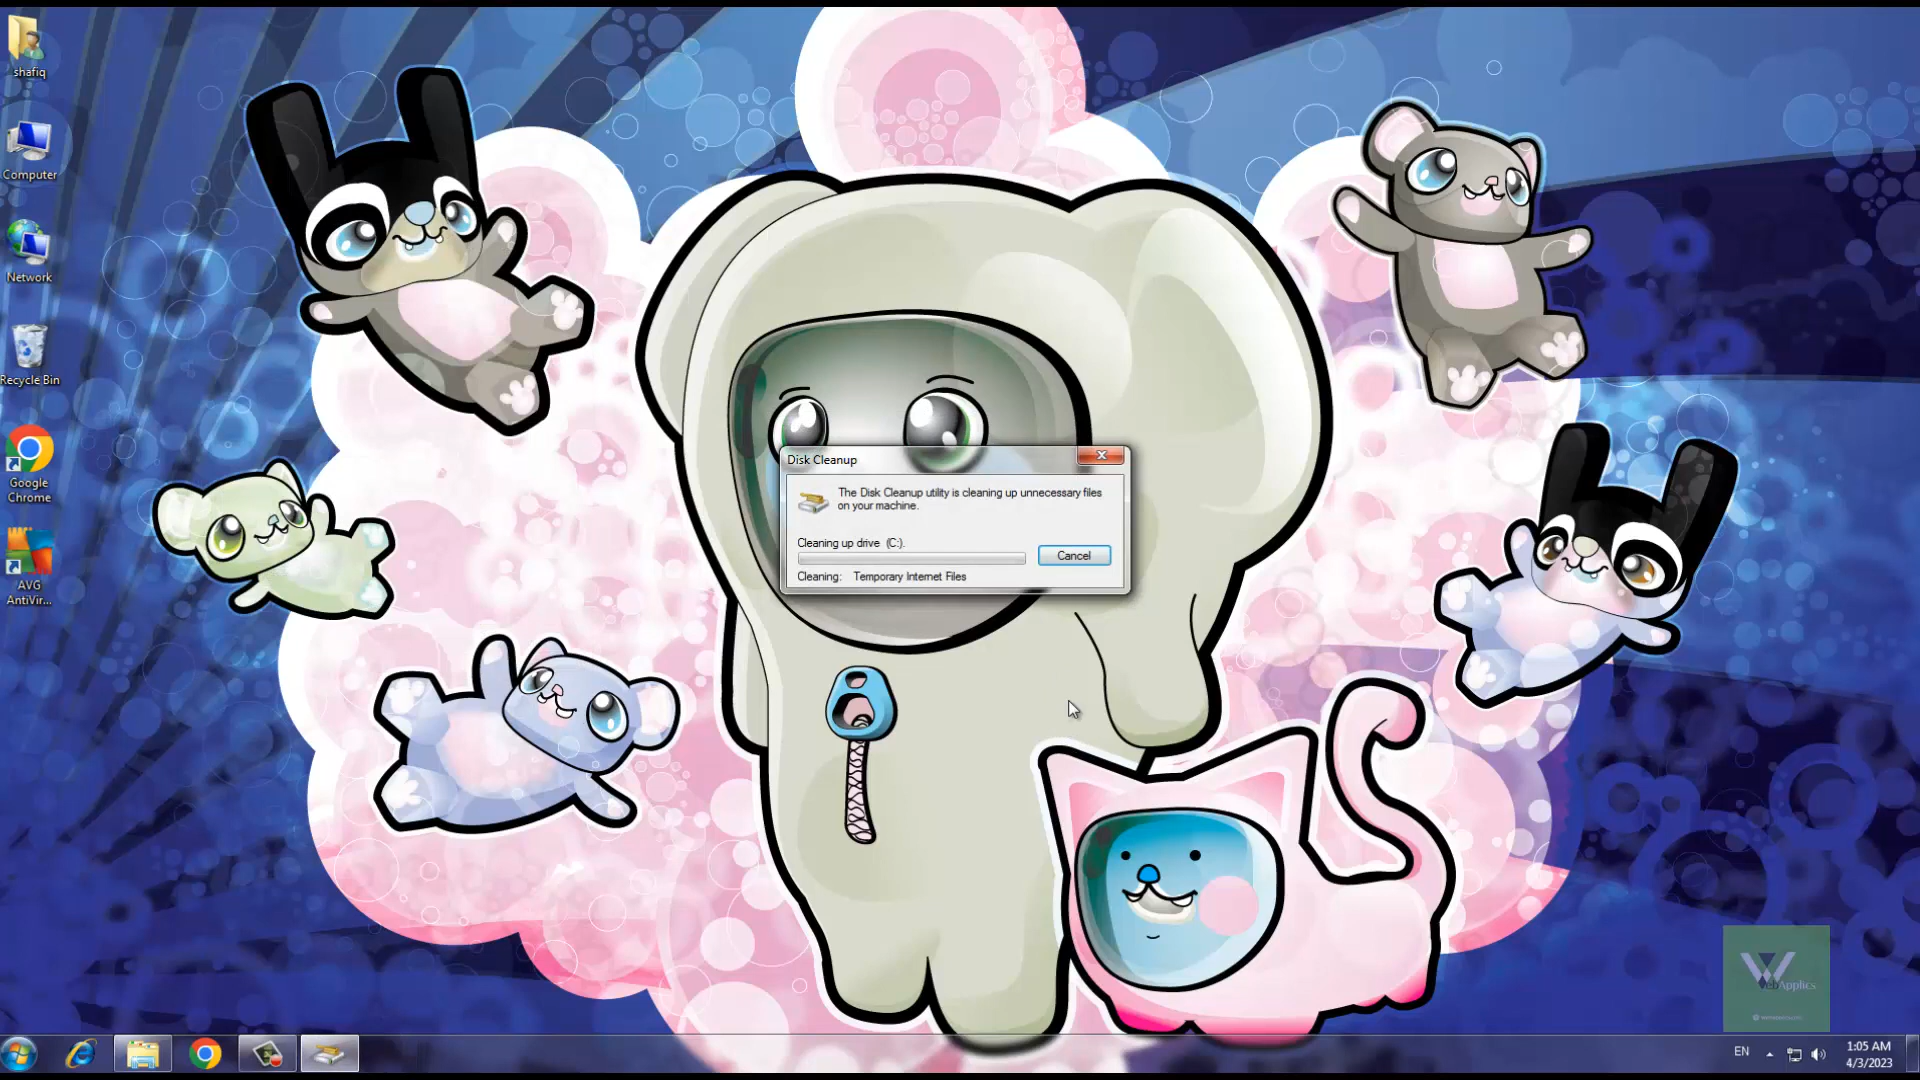 shafiq
Computer
Network
Recycle Bin
Google
Chrome
AVG
AntiVir...
Disk Cleanup
The Disk Cleanup utility is cleaning up unnecessary files
on your machine.
Cleaning up drive (C:).
Cancel
Cleaning: Temporary Internet Files
WebApplics
EN
1:05 AM
4/3/2023